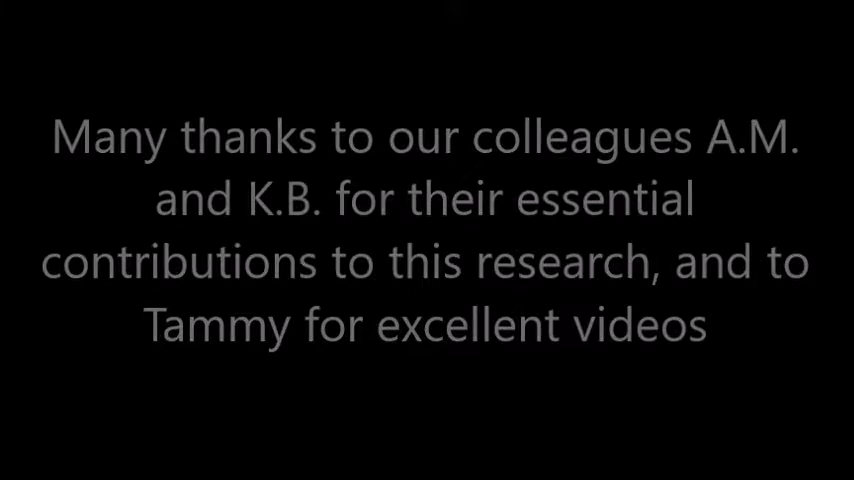 Many thanks to our colleagues A.M.
and K.B. for their essential
contributions to this research, and to
Tammy for excellent videos